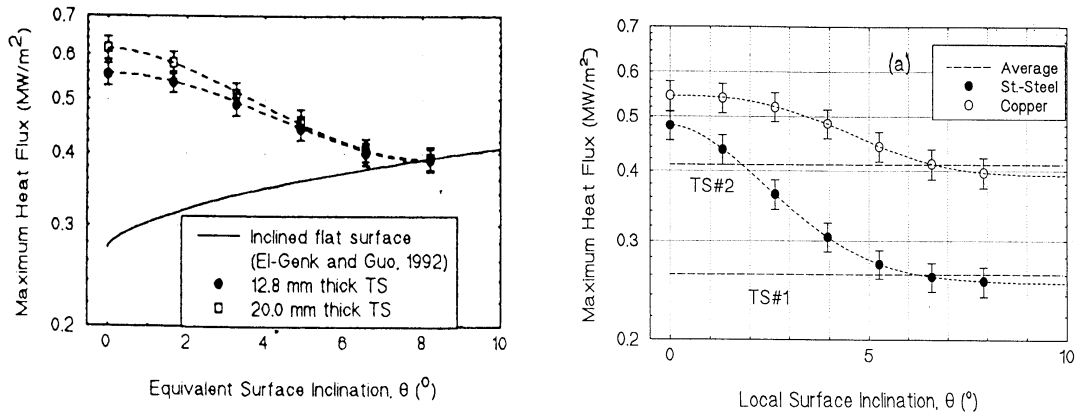 Maximum Heat Flux (MW/m²)
0.7
0.6
0.5
0.4
0.3
0.2
Inclined flat surface
(El-Genk and Guo, 1992)
12.8 mm thick TS
20.0 mm thick TS
0 2 4 6 8 10
Equivalent Surface Inclination, θ (°)
Maximum Heat Flux (MW/m²)
0.7
0.6
0.5
0.4
0.3
0.2
(a)
Average
St.-Steel
Copper
TS#2
TS#1
0 5 10
Local Surface Inclination, θ (°)